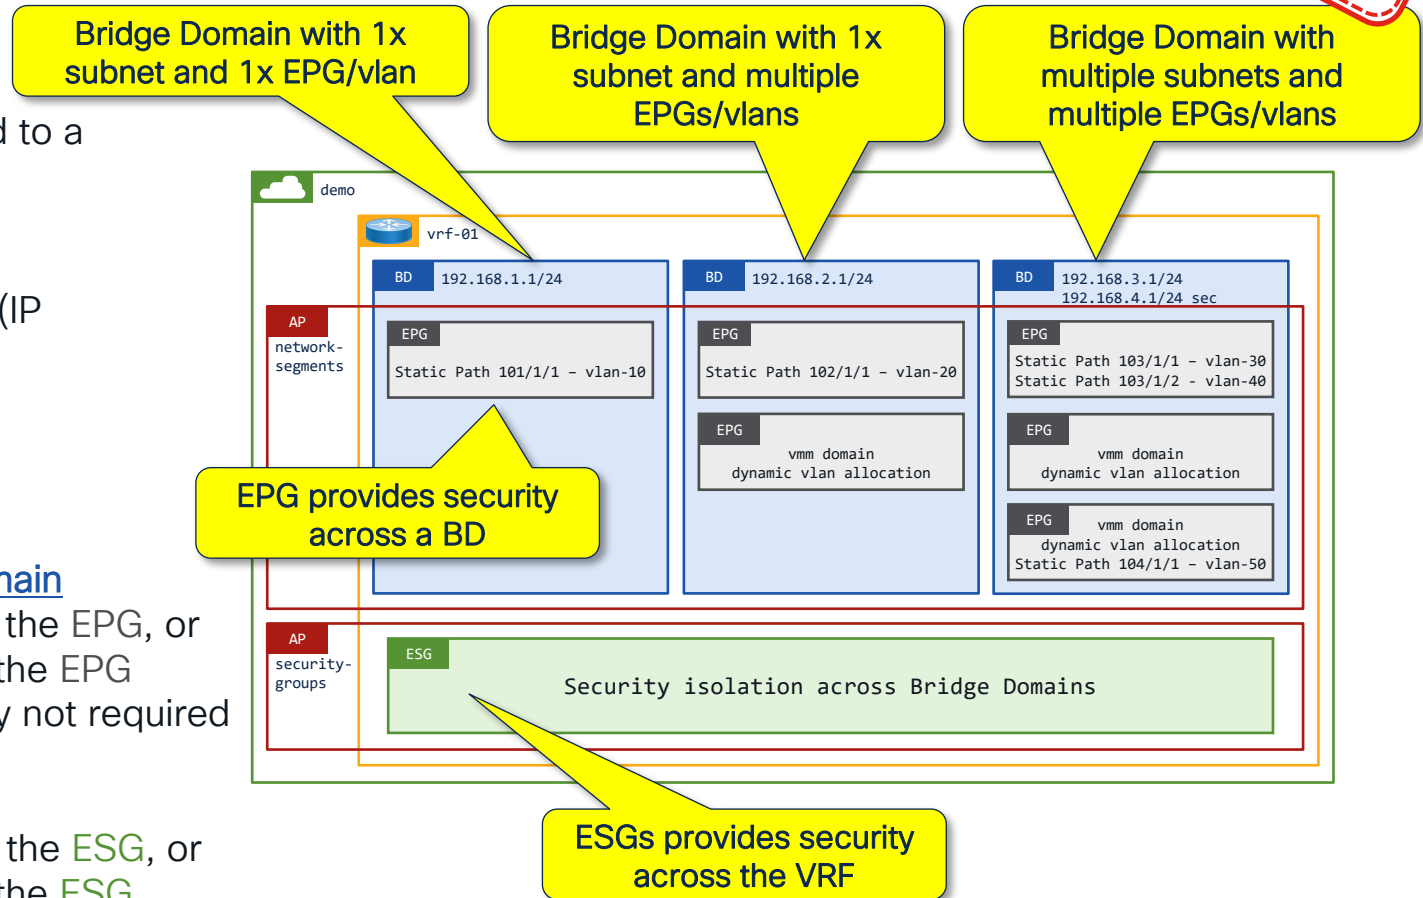 Bridge Domain with 1x
subnet and 1x EPG/vlan
Bridge Domain with 1x
subnet and multiple
EPGs/vlans
Bridge Domain with
multiple subnets and
multiple EPGs/vlans
d to a
(IP
main
the EPG, or
the EPG
y not required
the ESG, or
the ESG
demo
vrf-01
BD 192.168.1.1/24
BD 192.168.2.1/24
BD 192.168.3.1/24
192.168.4.1/24 sec
AP
network-
segments
EPG
Static Path 101/1/1 – vlan-10
EPG
Static Path 102/1/1 – vlan-20
EPG
vmm domain
dynamic vlan allocation
EPG
Static Path 103/1/1 – vlan-30
Static Path 103/1/2 - vlan-40
EPG
vmm domain
dynamic vlan allocation
EPG
vmm domain
dynamic vlan allocation
Static Path 104/1/1 – vlan-50
EPG provides security
across a BD
AP
security-
groups
ESG
Security isolation across Bridge Domains
ESGs provides security
across the VRF